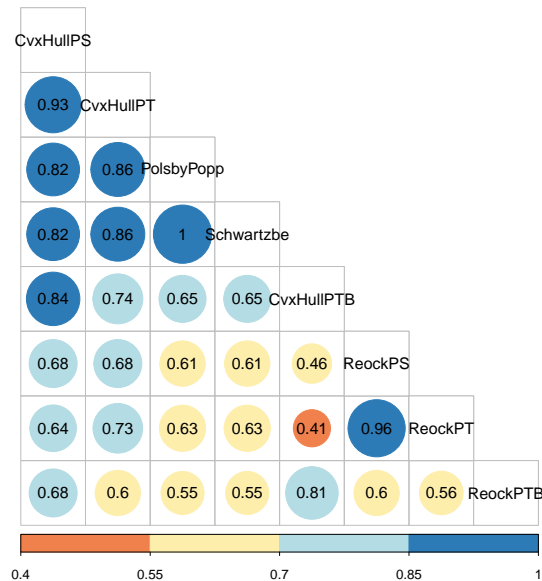 CvxHullPS
0.93 CvxHullPT
0.82 0.86 PolsbyPopp
0.82 0.86 1 Schwartzbe
0.84 0.74 0.65 0.65 CvxHullPTB
0.68 0.68 0.61 0.61 0.46 ReockPS
0.64 0.73 0.63 0.63 0.41 0.96 ReockPT
0.68 0.6 0.55 0.55 0.81 0.6 0.56 ReockPTB
0.4 0.55 0.7 0.85 1